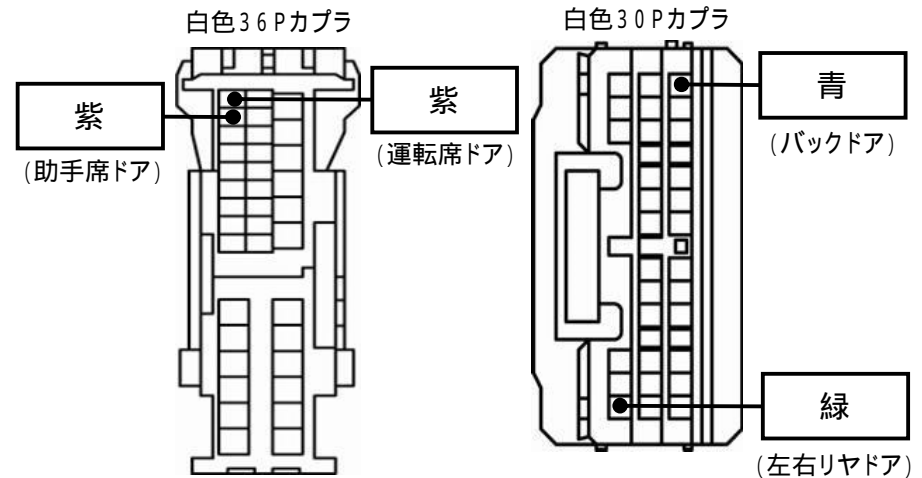 白色36Pカプラ
白色30Pカプラ
紫
(助手席ドア)
紫
(運転席ドア)
青
(バックドア)
緑
(左右リヤドア)